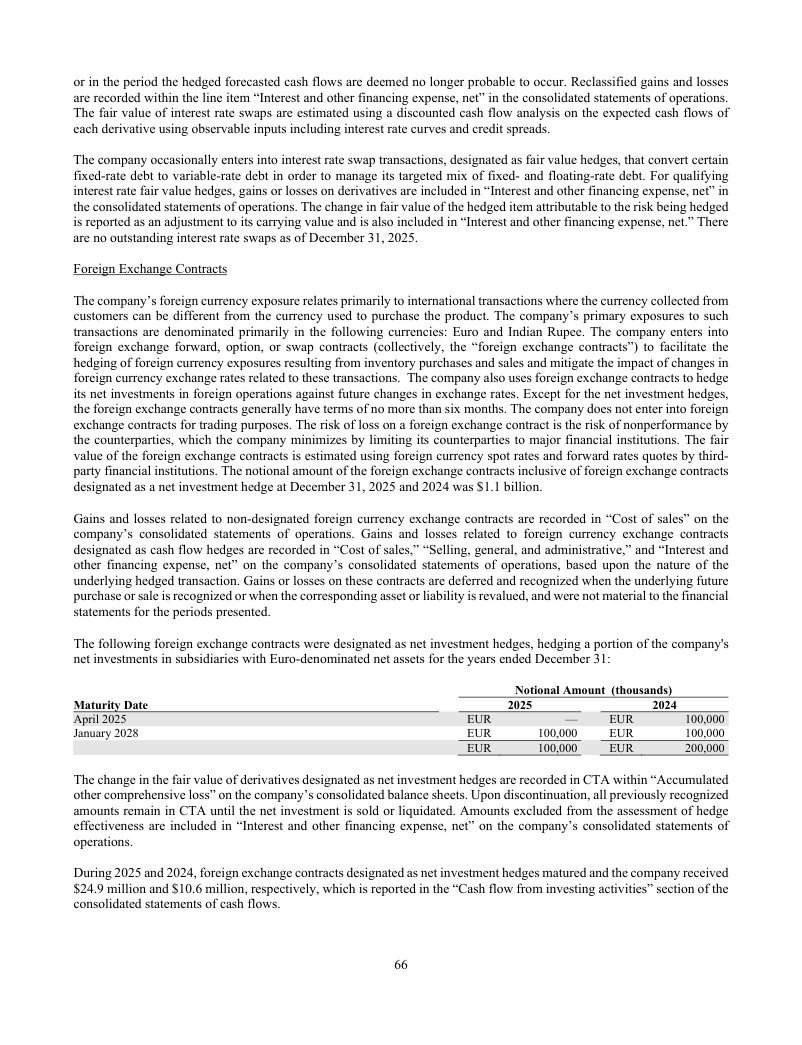 or in the period the hedged forecasted cash flows are deemed no longer probable to occur. Reclassified gains and losses
are recorded within the line item “Interest and other financing expense, net” in the consolidated statements of operations.
The fair value of interest rate swaps are estimated using a discounted cash flow analysis on the expected cash flows of
each derivative using observable inputs including interest rate curves and credit spreads.
The company occasionally enters into interest rate swap transactions, designated as fair value hedges, that convert certain
fixed-rate debt to variable-rate debt in order to manage its targeted mix of fixed- and floating-rate debt. For qualifying
interest rate fair value hedges, gains or losses on derivatives are included in “Interest and other financing expense, net” in
the consolidated statements of operations. The change in fair value of the hedged item attributable to the risk being hedged
is reported as an adjustment to its carrying value and is also included in “Interest and other financing expense, net.” There
are no outstanding interest rate swaps as of December 31, 2025.
Foreign Exchange Contracts
The company’s foreign currency exposure relates primarily to international transactions where the currency collected from
customers can be different from the currency used to purchase the product. The company’s primary exposures to such
transactions are denominated primarily in the following currencies: Euro and Indian Rupee. The company enters into
foreign exchange forward, option, or swap contracts (collectively, the “foreign exchange contracts”) to facilitate the
hedging of foreign currency exposures resulting from inventory purchases and sales and mitigate the impact of changes in
foreign currency exchange rates related to these transactions. The company also uses foreign exchange contracts to hedge
its net investments in foreign operations against future changes in exchange rates. Except for the net investment hedges,
the foreign exchange contracts generally have terms of no more than six months. The company does not enter into foreign
exchange contracts for trading purposes. The risk of loss on a foreign exchange contract is the risk of nonperformance by
the counterparties, which the company minimizes by limiting its counterparties to major financial institutions. The fair
value of the foreign exchange contracts is estimated using foreign currency spot rates and forward rates quotes by third-
party financial institutions. The notional amount of the foreign exchange contracts inclusive of foreign exchange contracts
designated as a net investment hedge at December 31, 2025 and 2024 was $1.1 billion.
Gains and losses related to non-designated foreign currency exchange contracts are recorded in “Cost of sales” on the
company’s consolidated statements of operations. Gains and losses related to foreign currency exchange contracts
designated as cash flow hedges are recorded in “Cost of sales,” “Selling, general, and administrative,” and “Interest and
other financing expense, net” on the company’s consolidated statements of operations, based upon the nature of the
underlying hedged transaction. Gains or losses on these contracts are deferred and recognized when the underlying future
purchase or sale is recognized or when the corresponding asset or liability is revalued, and were not material to the financial
statements for the periods presented.
The following foreign exchange contracts were designated as net investment hedges, hedging a portion of the company's
net investments in subsidiaries with Euro-denominated net assets for the years ended December 31:
Notional Amount (thousands)
Maturity Date 2025 2024
April 2025 EUR — EUR 100,000
January 2028 EUR 100,000 EUR 100,000
EUR 100,000 EUR 200,000
The change in the fair value of derivatives designated as net investment hedges are recorded in CTA within “Accumulated
other comprehensive loss” on the company’s consolidated balance sheets. Upon discontinuation, all previously recognized
amounts remain in CTA until the net investment is sold or liquidated. Amounts excluded from the assessment of hedge
effectiveness are included in “Interest and other financing expense, net” on the company’s consolidated statements of
operations.
During 2025 and 2024, foreign exchange contracts designated as net investment hedges matured and the company received
$24.9 million and $10.6 million, respectively, which is reported in the “Cash flow from investing activities” section of the
consolidated statements of cash flows.
66